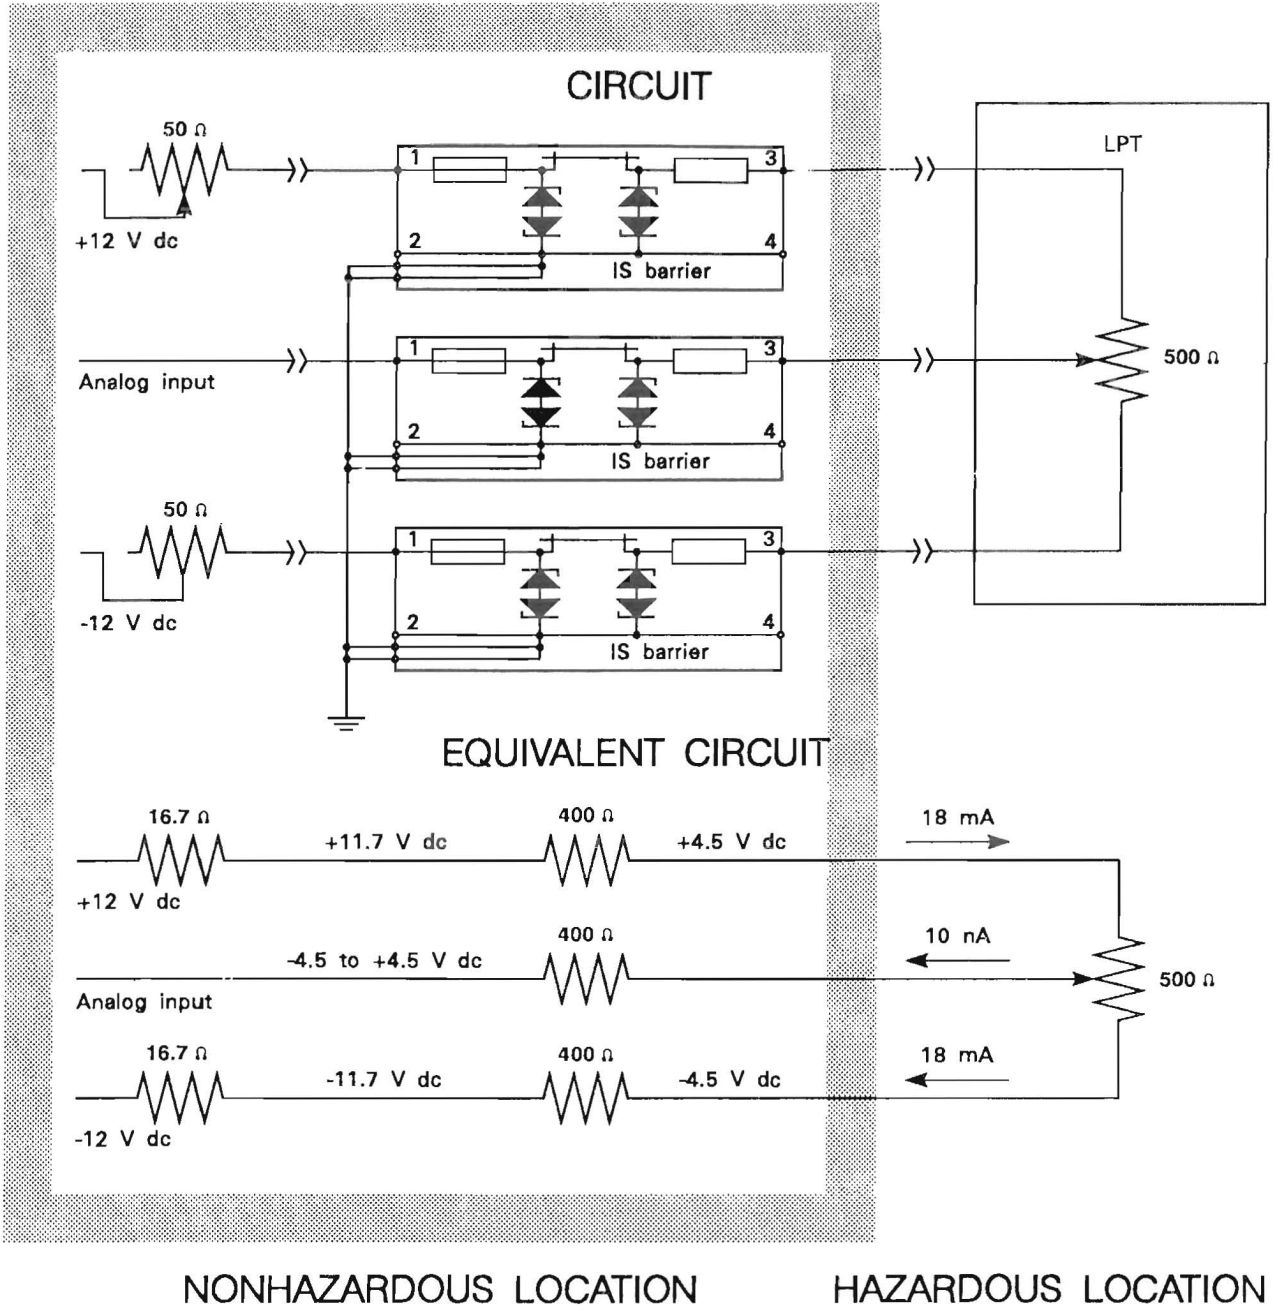 CIRCUIT
50 Ω
+12 V dc
1
3
2
4
IS barrier
LPT
500 Ω
Analog input
1
3
2
4
IS barrier
50 Ω
-12 V dc
1
3
2
4
IS barrier
EQUIVALENT CIRCUIT
16.7 Ω
+12 V dc
+11.7 V dc
400 Ω
+4.5 V dc
18 mA
Analog input
-4.5 to +4.5 V dc
400 Ω
10 nA
500 Ω
16.7 Ω
-12 V dc
-11.7 V dc
400 Ω
-4.5 V dc
18 mA
NONHAZARDOUS LOCATION
HAZARDOUS LOCATION